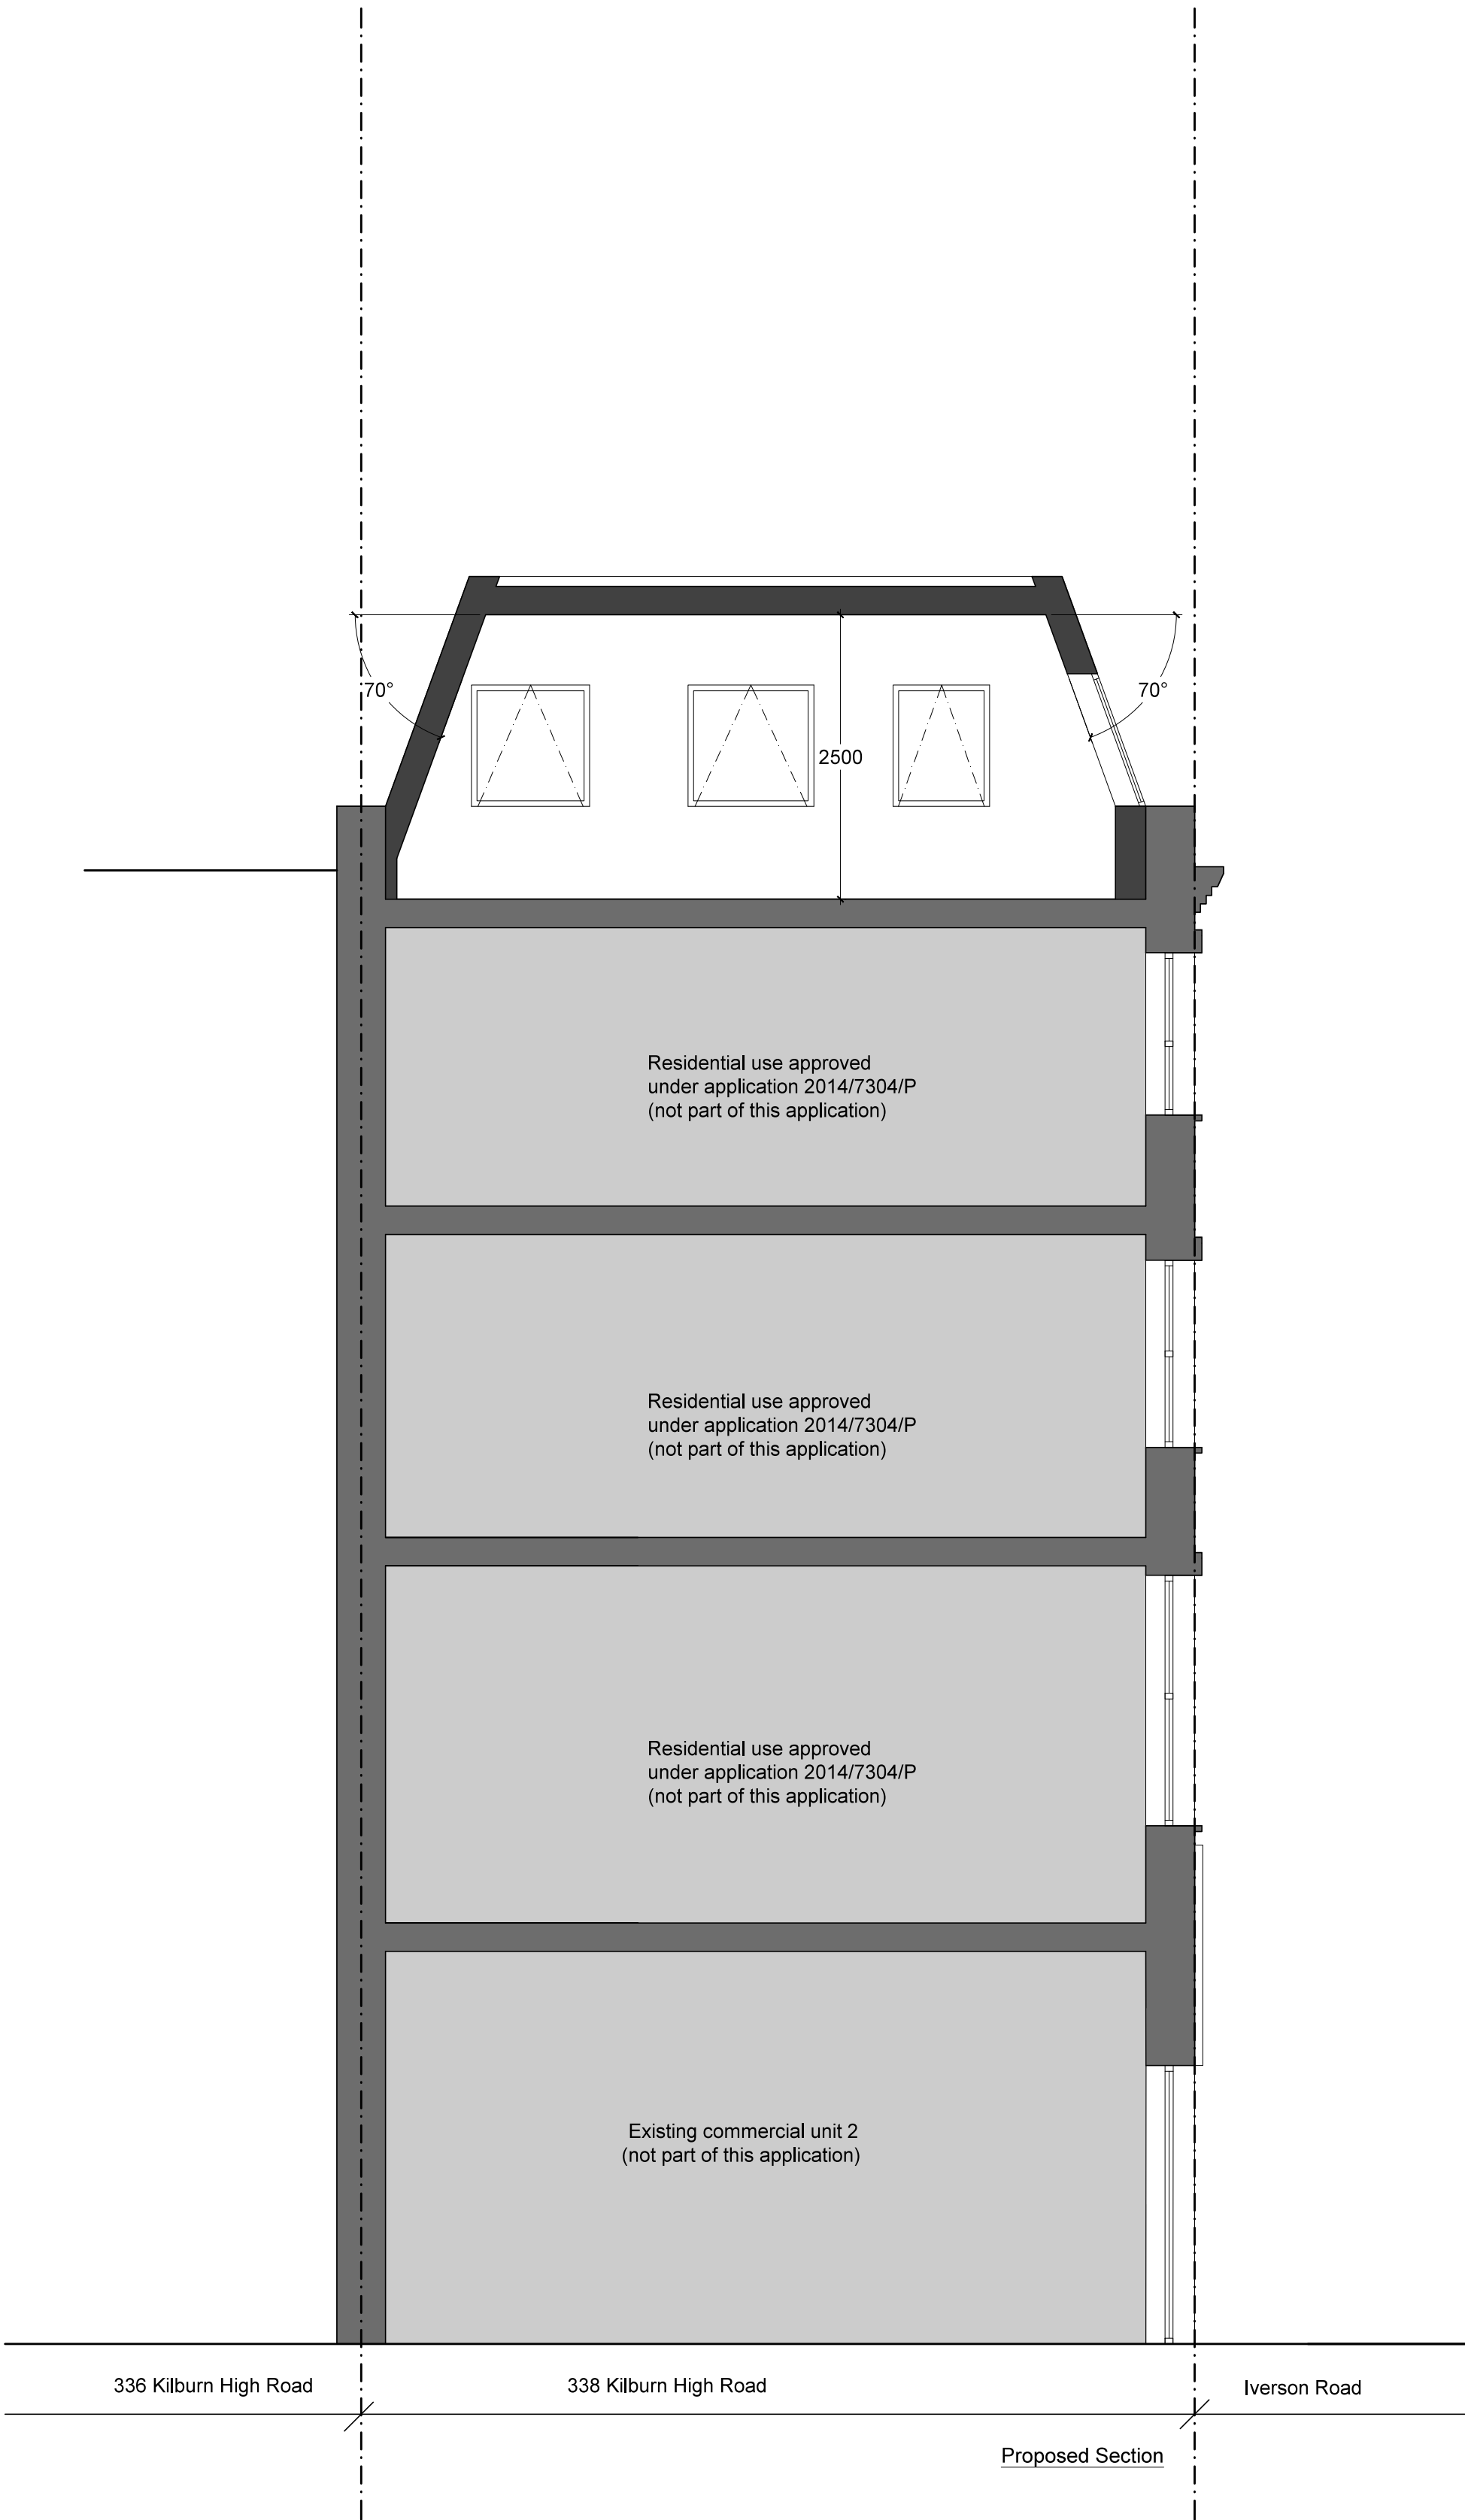 70°
70°
2500
Residential use approved
under application 2014/7304/P
(not part of this application)
Residential use approved
under application 2014/7304/P
(not part of this application)
Residential use approved
under application 2014/7304/P
(not part of this application)
Existing commercial unit 2
(not part of this application)
336 Kilburn High Road
338 Kilburn High Road
Iverson Road
Proposed Section